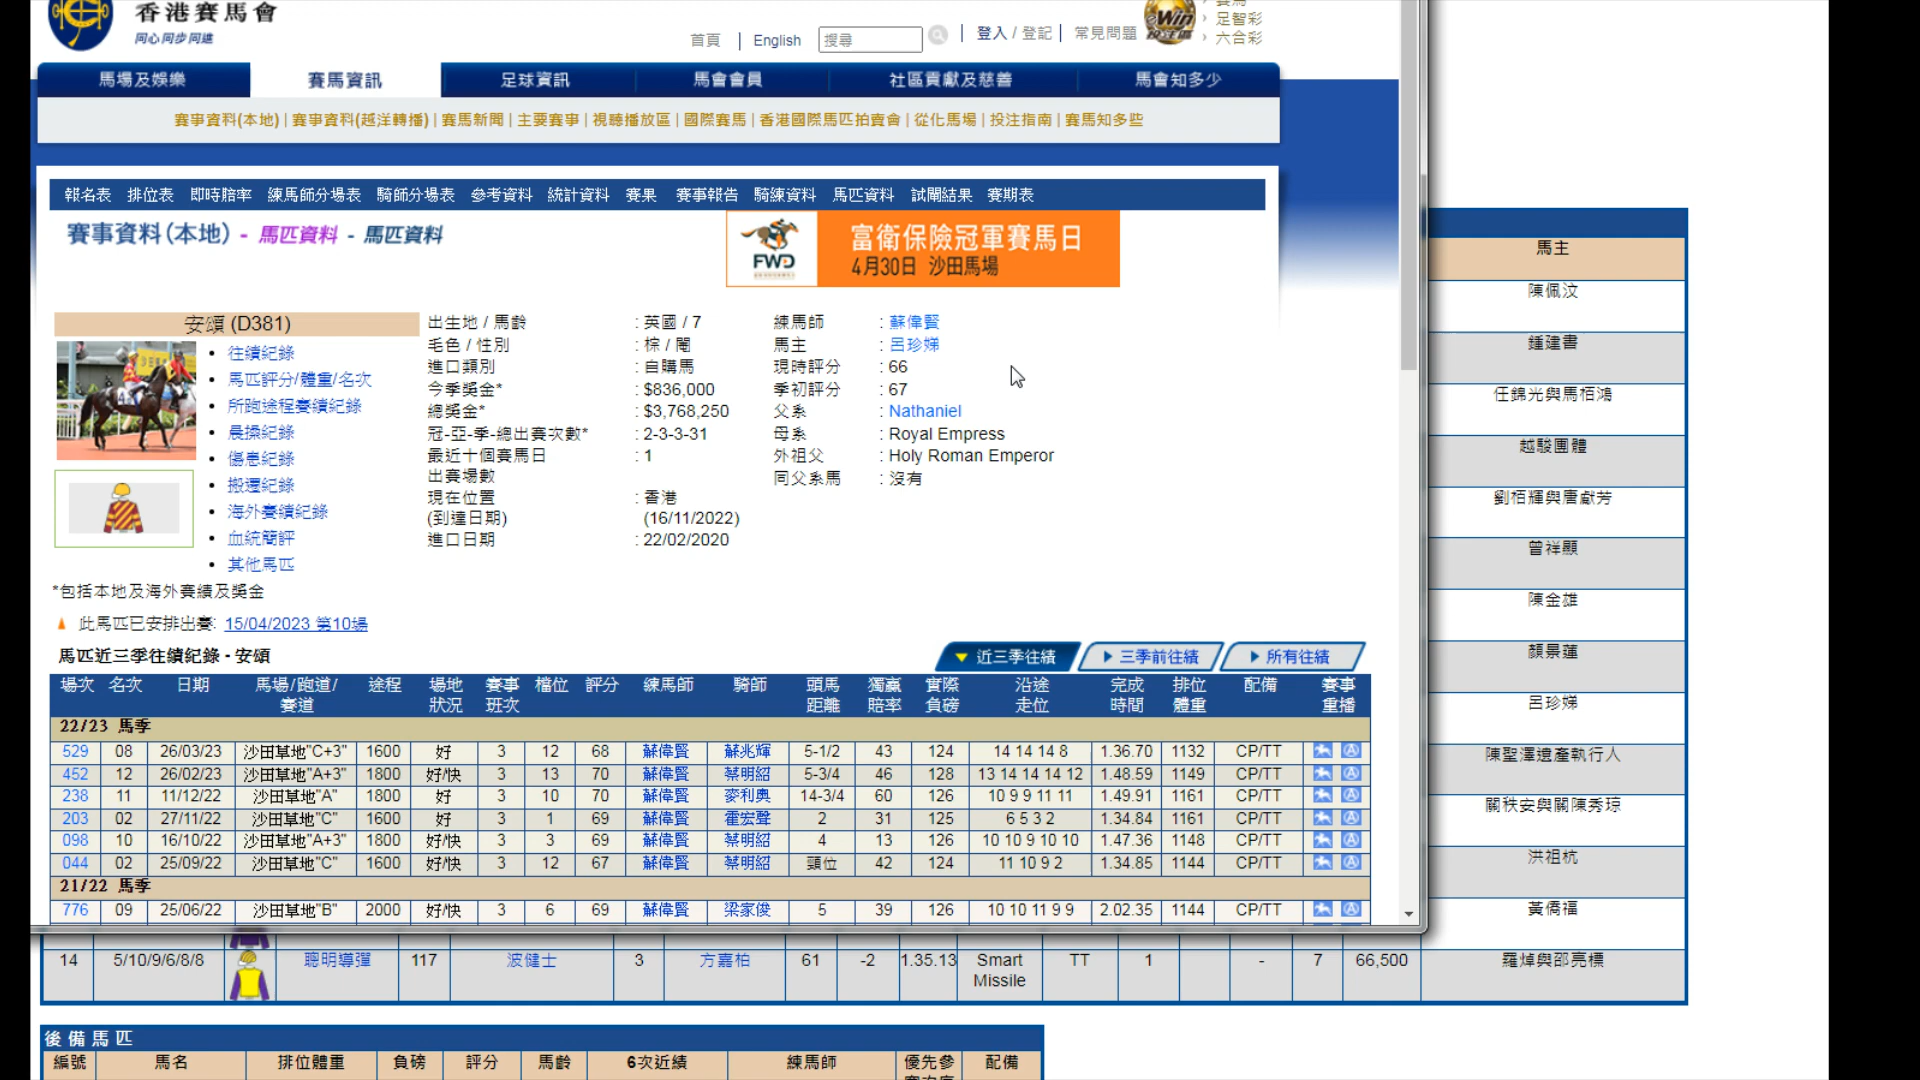 香港賽馬會
同心同步同進
首頁 | English 搜尋 | 登入 / 登記 | 常見問題
eWin
投注區
› 足智彩
› 六合彩
馬場及娛樂 賽馬資訊 足球資訊 馬會會員 社區貢獻及慈善 馬會知多少
賽事資料(本地) | 賽事資料(越洋轉播) | 賽馬新聞 | 主要賽事 | 視聽播放區 | 國際賽馬 | 香港國際馬匹拍賣會 | 從化馬場 | 投注指南 | 賽馬知多些
報名表 排位表 即時賠率 練馬師分場表 騎師分場表 參考資料 統計資料 賽果 賽事報告 騎練資料 馬匹資料 試閘結果 賽期表
賽事資料(本地) - 馬匹資料 - 馬匹資料
FWD
富衛保險冠軍賽馬日
4月30日 沙田馬場
安頌 (D381)
• 往績紀錄
• 馬匹評分/體重/名次
• 所跑途程賽績紀錄
• 晨操紀錄
• 傷患紀錄
• 搬遷紀錄
• 海外賽績紀錄
• 血統簡評
• 其他馬匹
出生地 / 馬齡 : 英國 / 7
毛色 / 性別 : 棕 / 閹
進口類別 : 自購馬
今季獎金* : $836,000
總獎金* : $3,768,250
冠-亞-季-總出賽次數* : 2-3-3-31
最近十個賽馬日 : 1
出賽場數
現在位置 : 香港
(到達日期) (16/11/2022)
進口日期 : 22/02/2020
練馬師 : 蘇偉賢
馬主 : 呂珍娣
現時評分 : 66
季初評分 : 67
父系 : Nathaniel
母系 : Royal Empress
外祖父 : Holy Roman Emperor
同父系馬 : 沒有
*包括本地及海外賽績及獎金
此馬匹已安排出賽: 15/04/2023 第10場
馬匹近三季往績紀錄 - 安頌
近三季往績 三季前往績 所有往績
場次 名次 日期 馬場/跑道/ 途程 場地 賽事 檔位 評分 練馬師 騎師 頭馬 獨贏 實際 沿途 完成 排位 配備 賽事
賽道 狀況 班次 距離 賠率 負磅 走位 時間 體重 重播
22/23 馬季
529 08 26/03/23 沙田草地"C+3" 1600 好 3 12 68 蘇偉賢 蘇兆輝 5-1/2 43 124 14 14 14 8 1.36.70 1132 CP/TT
452 12 26/02/23 沙田草地"A+3" 1800 好/快 3 13 70 蘇偉賢 蔡明紹 5-3/4 46 128 13 14 14 14 12 1.48.59 1149 CP/TT
238 11 11/12/22 沙田草地"A" 1800 好 3 10 70 蘇偉賢 麥利奧 14-3/4 60 126 10 9 9 11 11 1.49.91 1161 CP/TT
203 02 27/11/22 沙田草地"C" 1600 好 3 1 69 蘇偉賢 霍宏聲 2 31 125 6 5 3 2 1.34.84 1161 CP/TT
098 10 16/10/22 沙田草地"A+3" 1800 好/快 3 3 69 蘇偉賢 蔡明紹 4 13 126 10 10 9 10 10 1.47.36 1148 CP/TT
044 02 25/09/22 沙田草地"C" 1600 好/快 3 12 67 蘇偉賢 蔡明紹 頭位 42 124 11 10 9 2 1.34.85 1144 CP/TT
21/22 馬季
776 09 25/06/22 沙田草地"B" 2000 好/快 3 6 69 蘇偉賢 梁家俊 5 39 126 10 10 11 9 9 2.02.35 1144 CP/TT
馬主
陳佩汶
鍾建書
任錦光與馬栢鴻
越駿團體
劉栢輝與唐獻芳
曾祥顯
陳金雄
顏景蓮
呂珍娣
陳聖澤遺產執行人
關秩安與關陳秀琼
洪祖杭
黃僑福
14 5/10/9/6/8/8 聰明導彈 117 波健士 3 方嘉柏 61 -2 1.35.13 Smart TT 1 - 7 66,500 羅焯與邵亮標
Missile
後備馬匹
編號 馬名 排位體重 負磅 評分 馬齡 6次近績 練馬師 優先參 配備